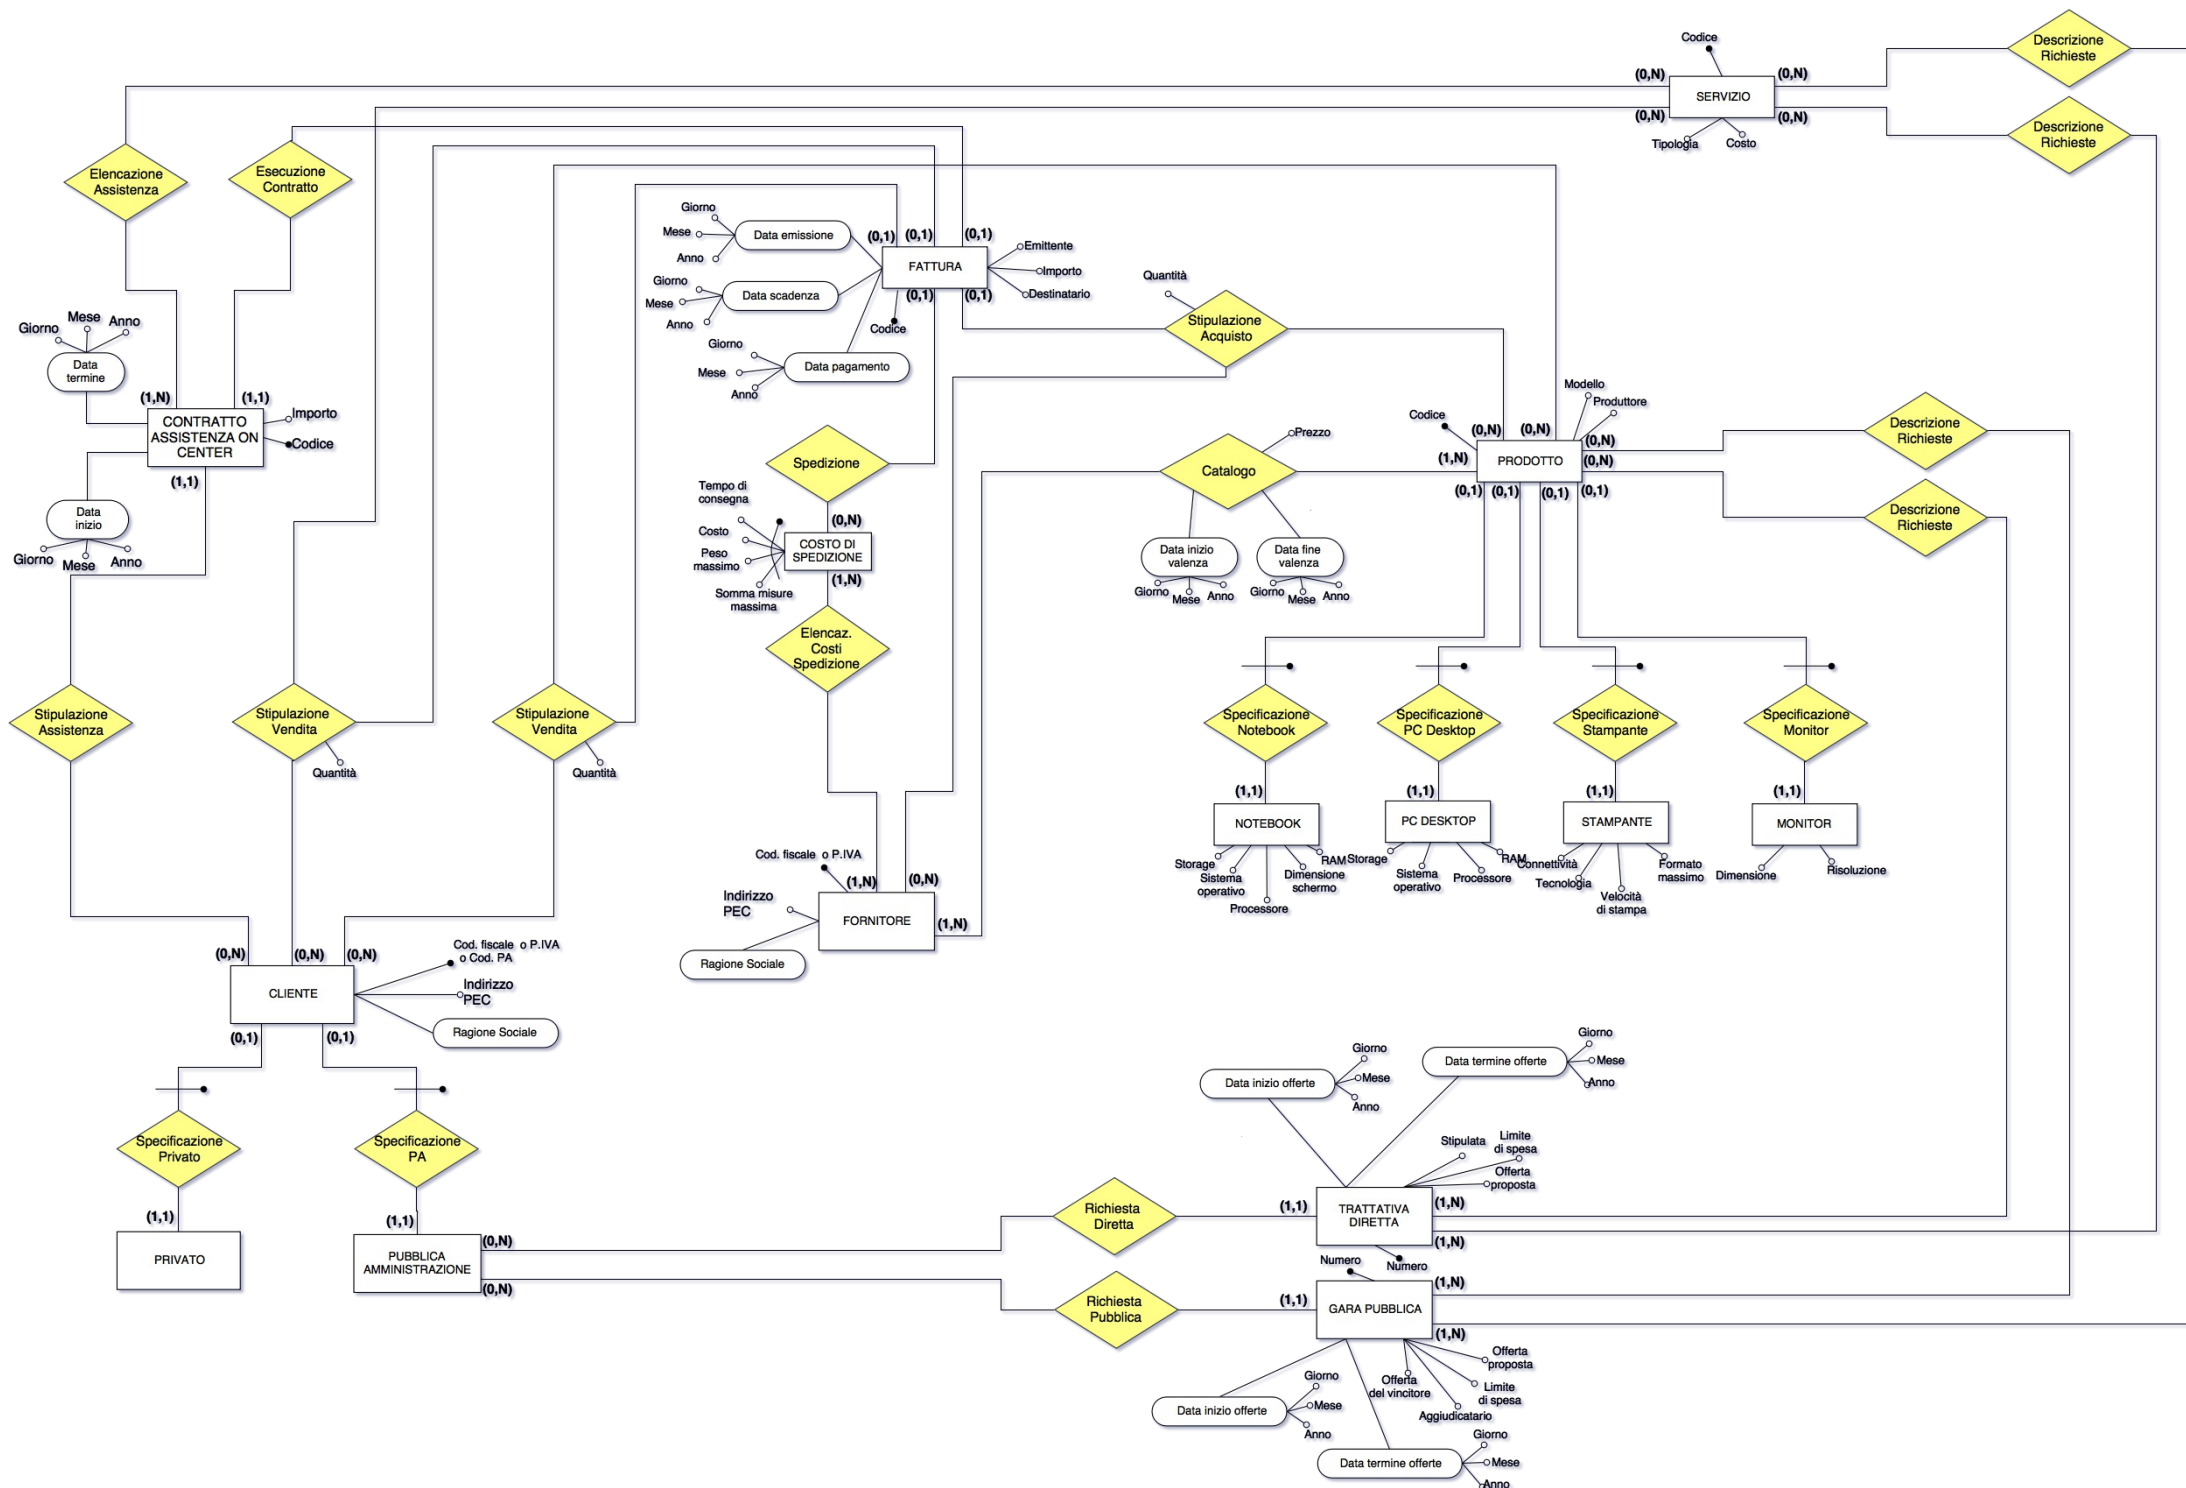 Codice
Descrizione
Richieste
(0,N)
(0,N)
SERVIZIO
(0,N)
(0,N)
Tipologia
Costo
Descrizione
Richieste
Elencazione
Assistenza
Esecuzione
Contratto
Giorno
Mese
Anno
Data emissione
(0,1)
(0,1)
(0,1)
FATTURA
Emittente
Importo
Destinatario
Giorno
Mese
Anno
Data scadenza
(0,1)
(0,1)
Codice
Giorno
Mese
Anno
Data pagamento
Quantità
Stipulazione
Acquisto
Giorno
Mese
Anno
Data
termine
(1,N)
(1,1)
CONTRATTO
ASSISTENZA ON
CENTER
Importo
Codice
(1,1)
Data
inizio
Giorno
Mese
Anno
Spedizione
Tempo di
consegna
Costo
Peso
massimo
Somma misure
massima
(0,N)
COSTO DI
SPEDIZIONE
(1,N)
Elencaz.
Costi
Spedizione
Prezzo
Catalogo
Data inizio
valenza
Giorno
Mese
Anno
Data fine
valenza
Giorno
Mese
Anno
Modello
Produttore
Codice
(0,N)
(0,N)
(0,N)
(1,N)
PRODOTTO
(0,N)
(0,1)
(0,1)
(0,1)
(0,1)
Descrizione
Richieste
Descrizione
Richieste
Stipulazione
Assistenza
Stipulazione
Vendita
Quantità
Stipulazione
Vendita
Quantità
Specificazione
Notebook
Specificazione
PC Desktop
Specificazione
Stampante
Specificazione
Monitor
(1,1)
(1,1)
(1,1)
(1,1)
NOTEBOOK
PC DESKTOP
STAMPANTE
MONITOR
Storage
Sistema
operativo
Processore
Dimensione
schermo
RAM
Storage
Sistema
operativo
Processore
RAM
Connettività
Tecnologia
Velocità
di stampa
Formato
massimo
Dimensione
Risoluzione
Cod. fiscale o P.IVA
Indirizzo
PEC
(1,N)
(0,N)
FORNITORE
(1,N)
Ragione Sociale
(0,N)
(0,N)
(0,N)
Cod. fiscale o P.IVA
o Cod. PA
CLIENTE
Indirizzo
PEC
Ragione Sociale
(0,1)
(0,1)
Specificazione
Privato
Specificazione
PA
(1,1)
(1,1)
PRIVATO
PUBBLICA
AMMINISTRAZIONE
(0,N)
(0,N)
Richiesta
Diretta
Richiesta
Pubblica
Data inizio offerte
Giorno
Mese
Anno
Data termine offerte
Giorno
Mese
Anno
Stipulata
Limite
di spesa
Offerta
proposta
(1,1)
TRATTATIVA
DIRETTA
(1,N)
(1,N)
Numero
Numero
(1,1)
GARA PUBBLICA
(1,N)
(1,N)
Offerta
proposta
Limite
di spesa
Offerta
del vincitore
Aggiudicatario
Data inizio offerte
Giorno
Mese
Anno
Data termine offerte
Giorno
Mese
Anno